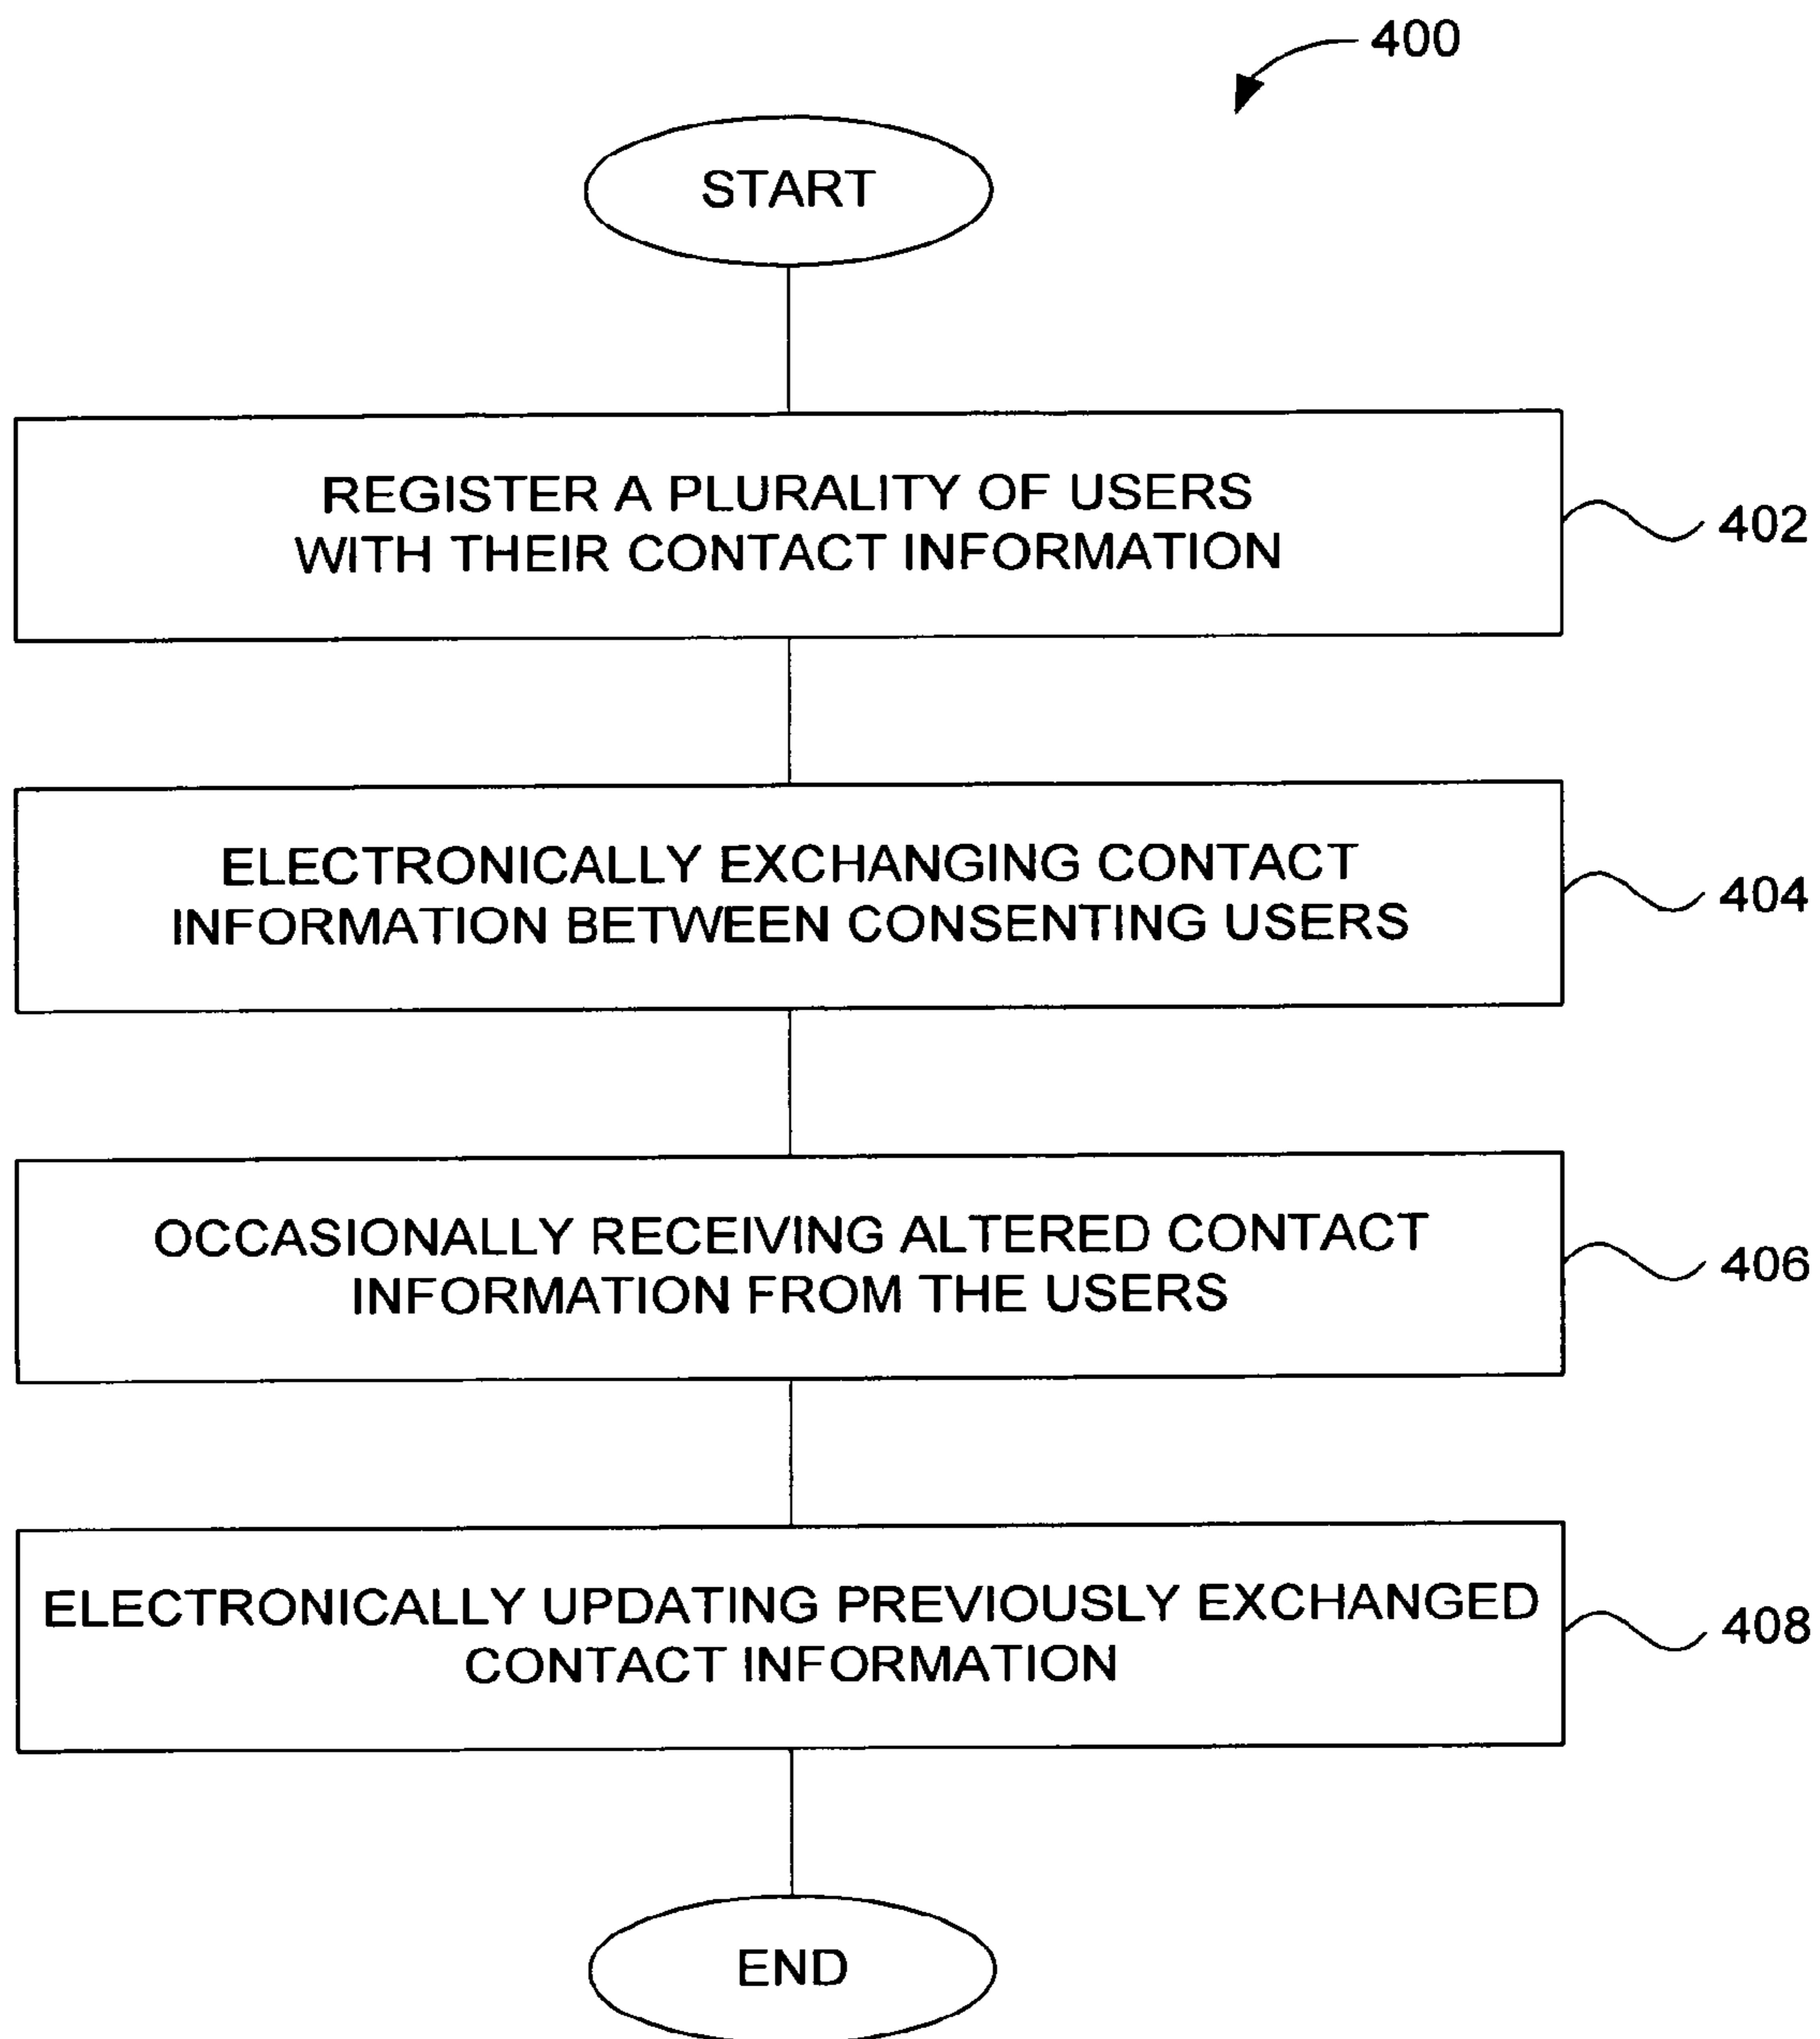 400
START
REGISTER A PLURALITY OF USERS
WITH THEIR CONTACT INFORMATION
402
ELECTRONICALLY EXCHANGING CONTACT
INFORMATION BETWEEN CONSENTING USERS
404
OCCASIONALLY RECEIVING ALTERED CONTACT
INFORMATION FROM THE USERS
406
ELECTRONICALLY UPDATING PREVIOUSLY EXCHANGED
CONTACT INFORMATION
408
END